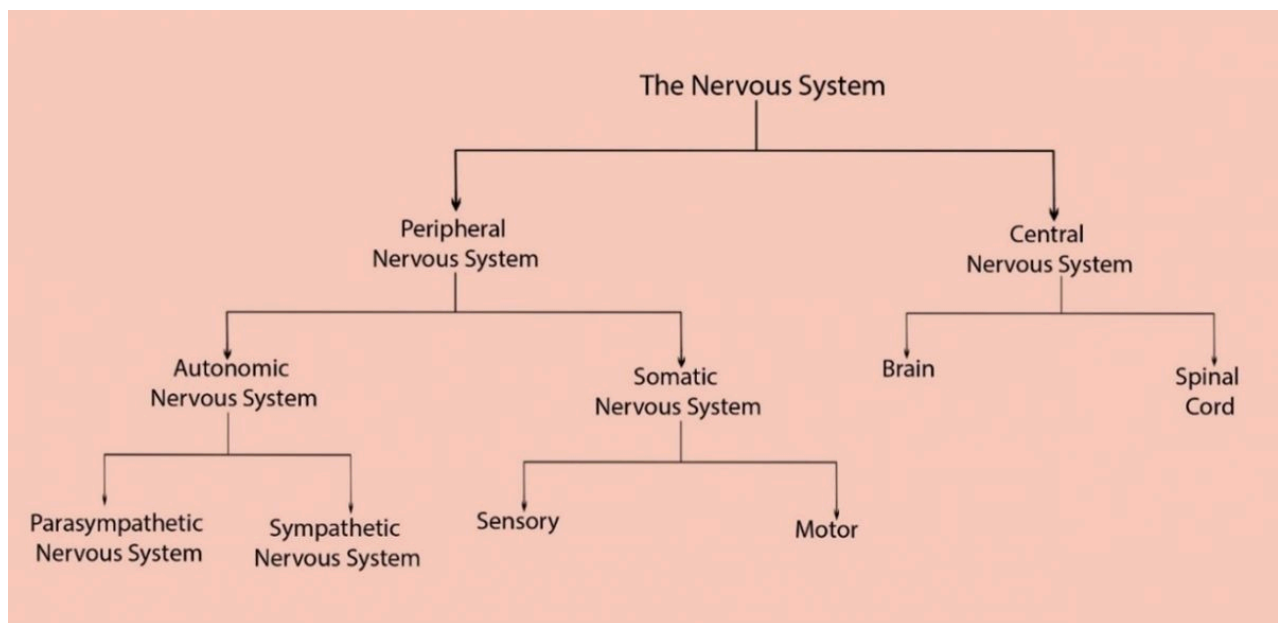 The Nervous System
Peripheral
Nervous System
Central
Nervous System
Autonomic
Nervous System
Somatic
Nervous System
Brain
Spinal
Cord
Parasympathetic
Nervous System
Sympathetic
Nervous System
Sensory
Motor